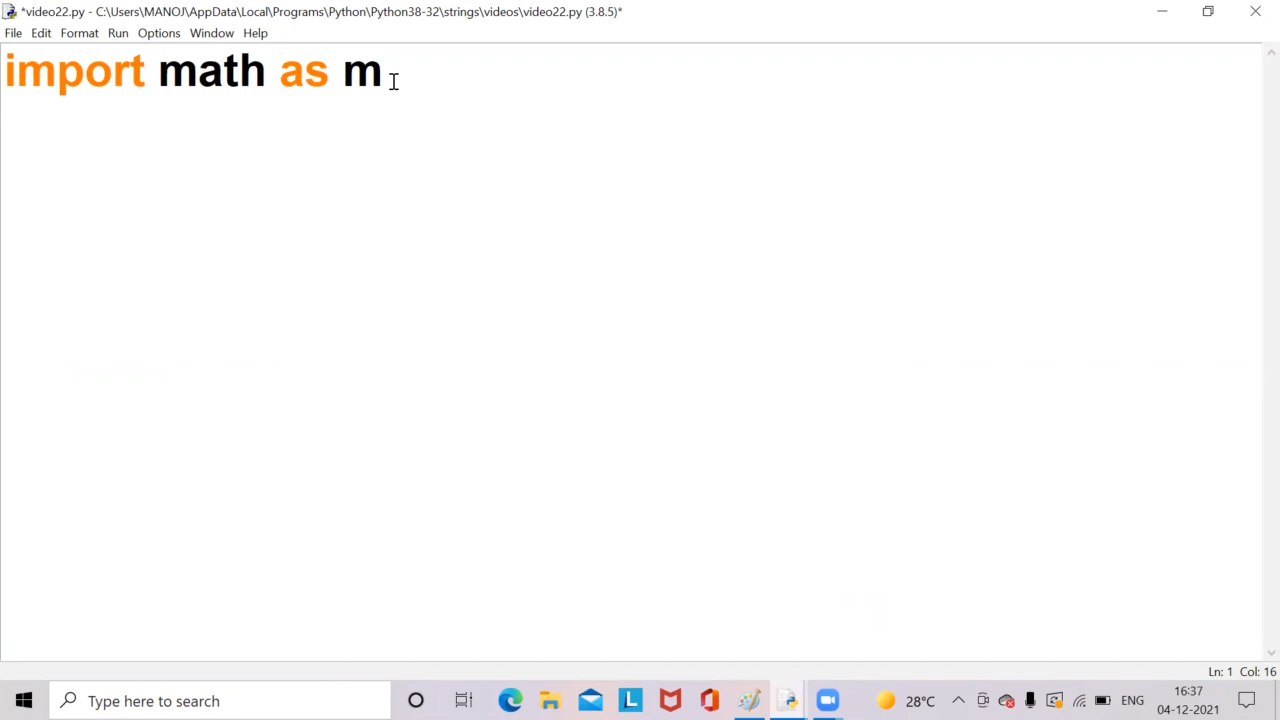 *video22.py - C:\Users\MANOJ\AppData\Local\Programs\Python\Python38-32\strings\videos\video22.py (3.8.5)*
File Edit Format Run Options Window Help
import math as m
Ln: 1 Col: 16
Type here to search
L
28°C
ENG
16:37
04-12-2021